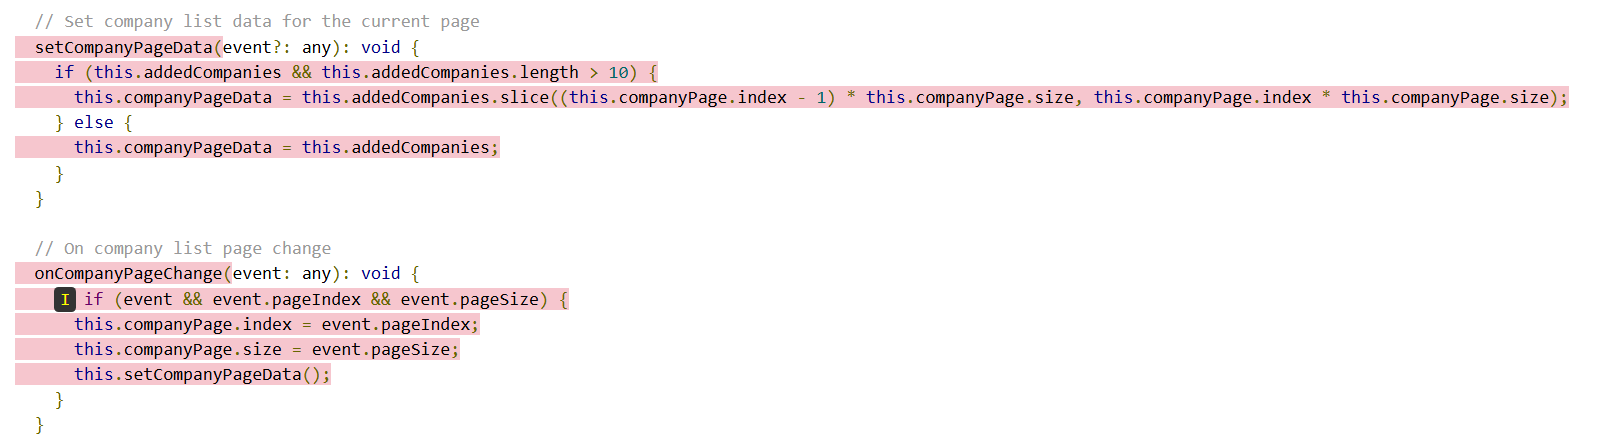 // Set company list data for the current page
setCompanyPageData(event?: any): void {
if (this.addedCompanies && this.addedCompanies.length > 10) {
this.companyPageData = this.addedCompanies.slice((this.companyPage.index - 1) * this.companyPage.size, this.companyPage.index * this.companyPage.size);
} else {
this.companyPageData = this.addedCompanies;
}
}
// On company list page change
onCompanyPageChange(event: any): void {
I if (event && event.pageIndex && event.pageSize) {
this.companyPage.index = event.pageIndex;
this.companyPage.size = event.pageSize;
this.setCompanyPageData();
}
}